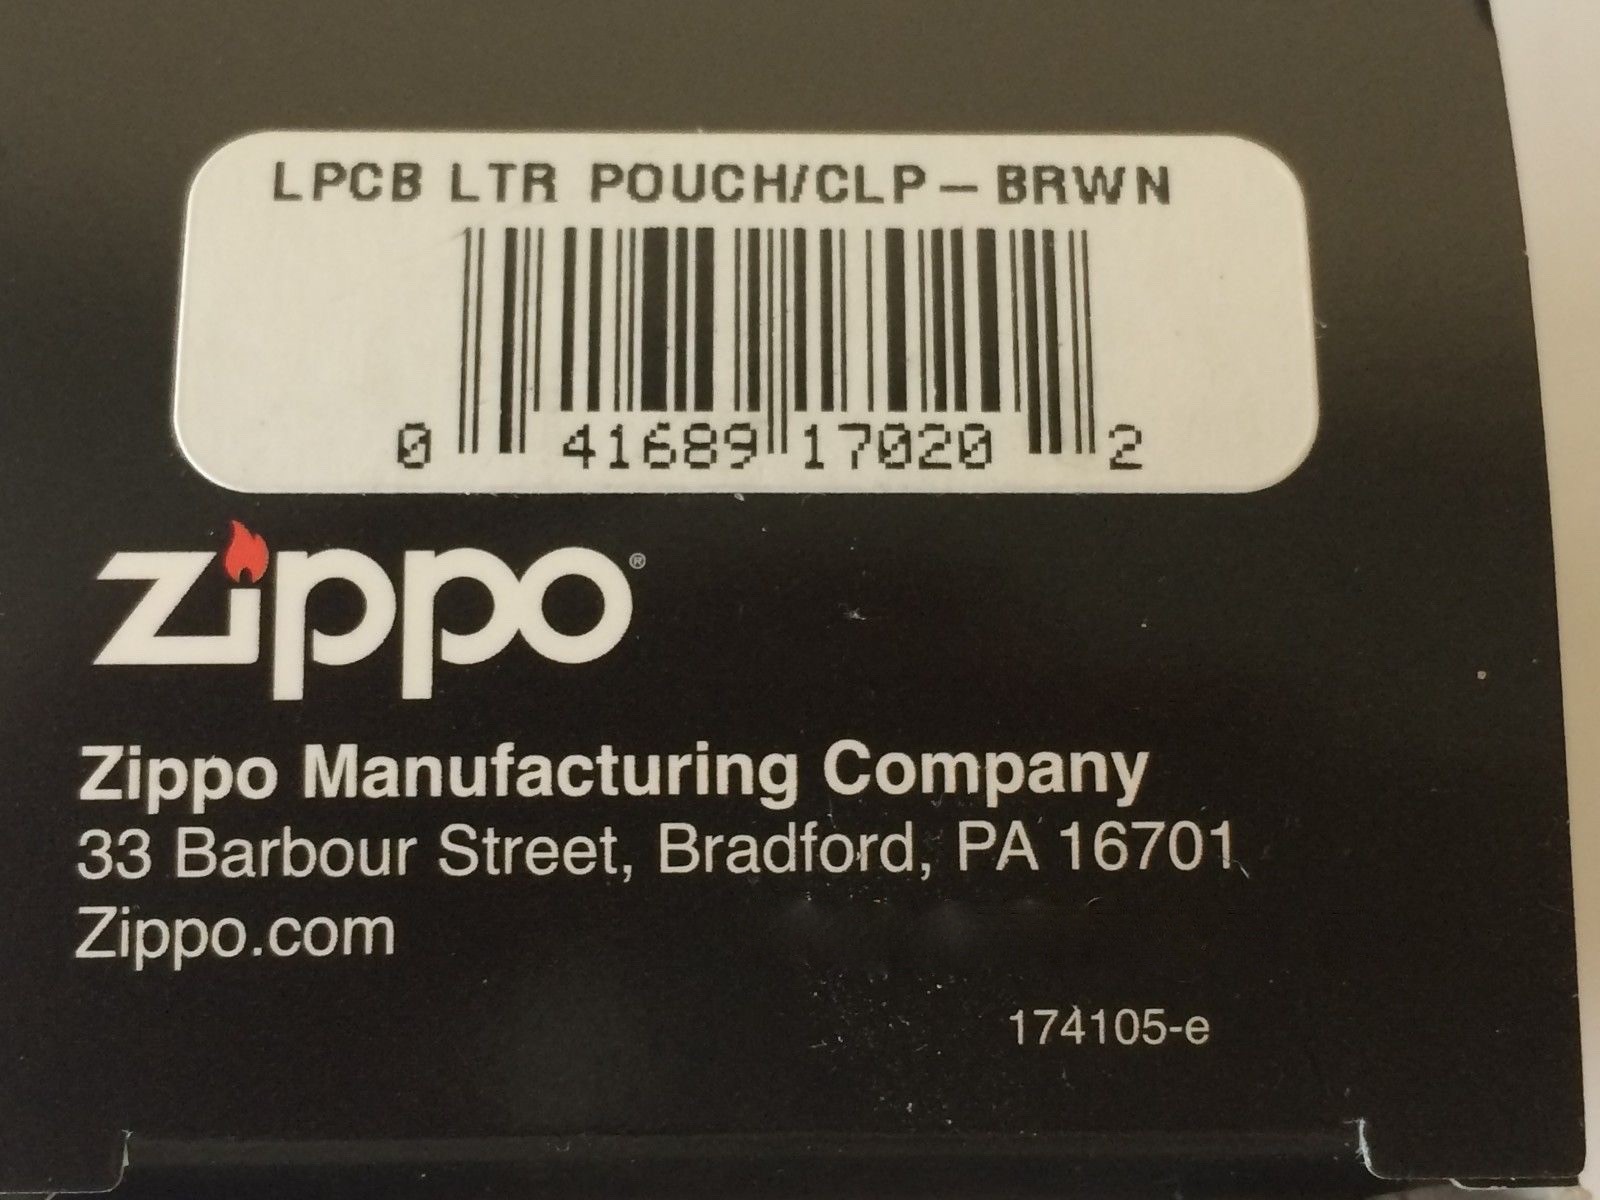 LPCB LTR POUCH/CLP – BRWN
0 41689 17020 2
Zippo®
Zippo Manufacturing Company
33 Barbour Street, Bradford, PA 16701
Zippo.com
174105-e